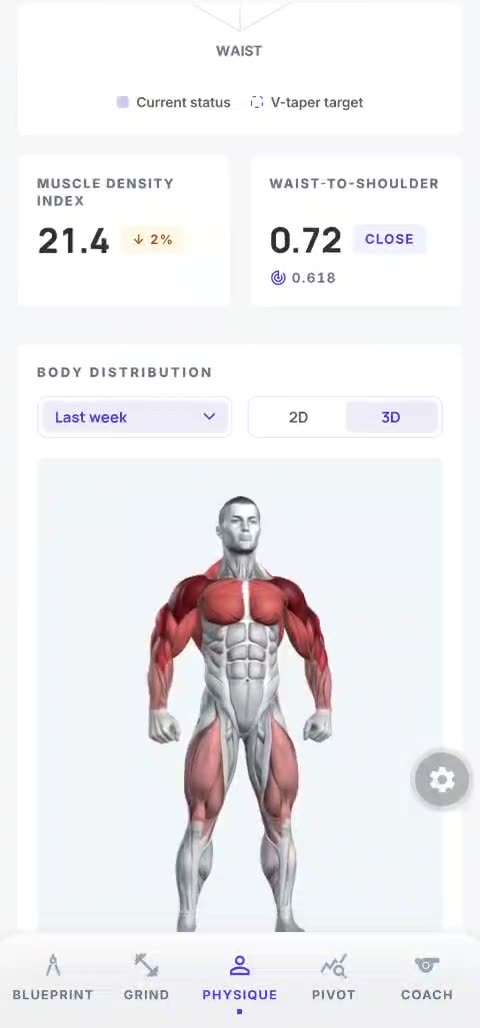 WAIST
Current status
V-taper target
MUSCLE DENSITY
INDEX
21.4
↓ 2%
WAIST-TO-SHOULDER
0.72
CLOSE
0.618
BODY DISTRIBUTION
Last week
2D
3D
BLUEPRINT
GRIND
PHYSIQUE
PIVOT
COACH